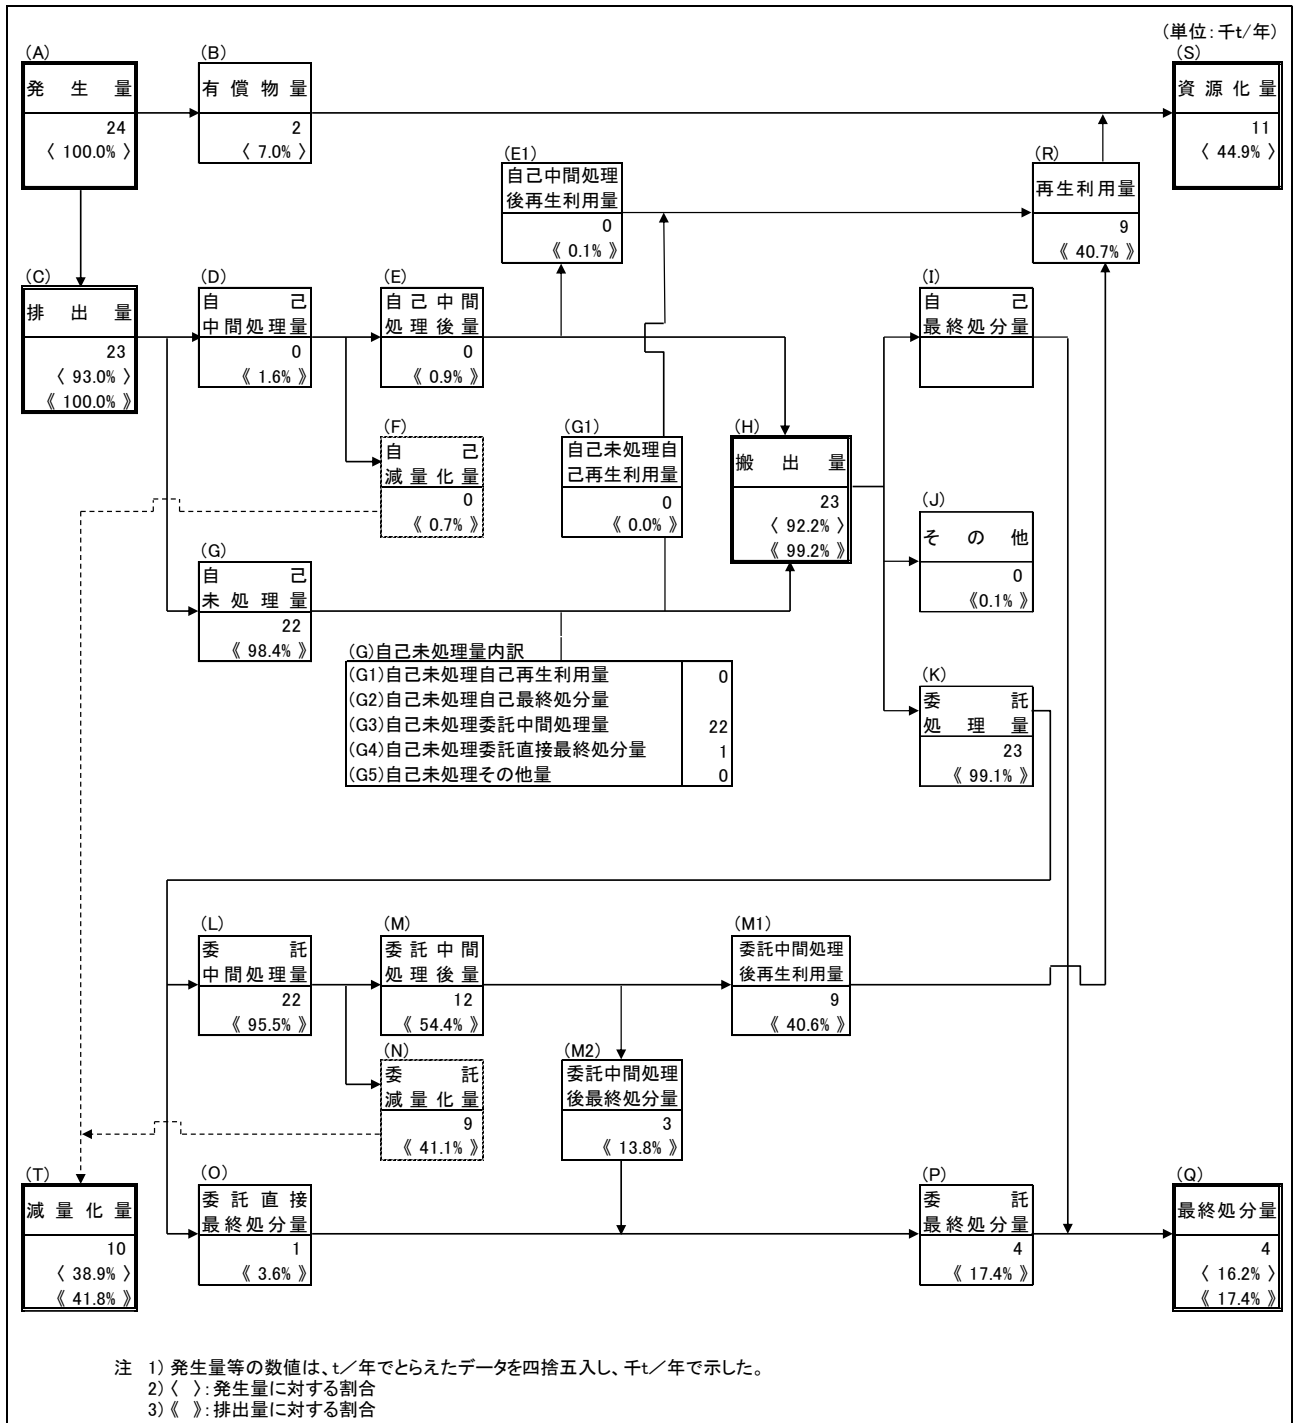 (単位:千t/年)
(A)
発生量
24
〈 100.0% 〉
(B)
有償物量
2
〈 7.0% 〉
(S)
資源化量
11
〈 44.9% 〉
(E1)
自己中間処理
後再生利用量
0
《 0.1% 》
(R)
再生利用量
9
《 40.7% 》
(C)
排出量
23
〈 93.0% 〉
《 100.0% 》
(D)
自己
中間処理量
0
《 1.6% 》
(E)
自己中間
処理後量
0
《 0.9% 》
(I)
自己
最終処分量
(F)
自己
減量化量
0
《 0.7% 》
(G1)
自己未処理自
己再生利用量
0
《 0.0% 》
(H)
搬出量
23
〈 92.2% 〉
《 99.2% 》
(J)
その他
0
《0.1% 》
(G)
自己
未処理量
22
《 98.4% 》
(G)自己未処理量内訳
(G1)自己未処理自己再生利用量 0
(G2)自己未処理自己最終処分量
(G3)自己未処理委託中間処理量 22
(G4)自己未処理委託直接最終処分量 1
(G5)自己未処理その他量 0
(K)
委託
処理量
23
《 99.1% 》
(L)
委託
中間処理量
22
《 95.5% 》
(M)
委託中間
処理後量
12
《 54.4% 》
(M1)
委託中間処理
後再生利用量
9
《 40.6% 》
(N)
委託
減量化量
9
《 41.1% 》
(M2)
委託中間処理
後最終処分量
3
《 13.8% 》
(T)
減量化量
10
〈 38.9% 〉
《 41.8% 》
(O)
委託直接
最終処分量
1
《 3.6% 》
(P)
委託
最終処分量
4
《 17.4% 》
(Q)
最終処分量
4
〈 16.2% 〉
《 17.4% 》
注 1) 発生量等の数値は、t/年でとらえたデータを四捨五入し、千t/年で示した。
2)〈 〉:発生量に対する割合
3)《 》:排出量に対する割合